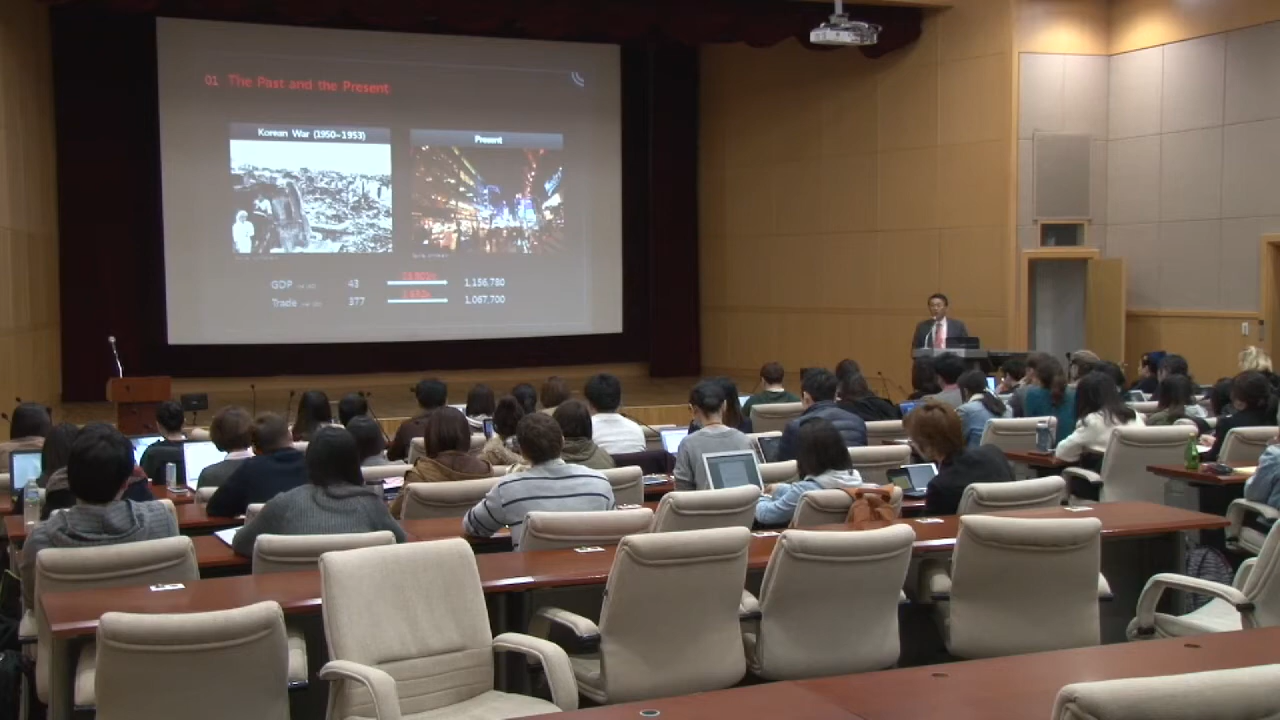 01 The Past and the Present
Korean War (1950~1953)
Present
GDP 43 1,156,780
Trade 377 1,067,700